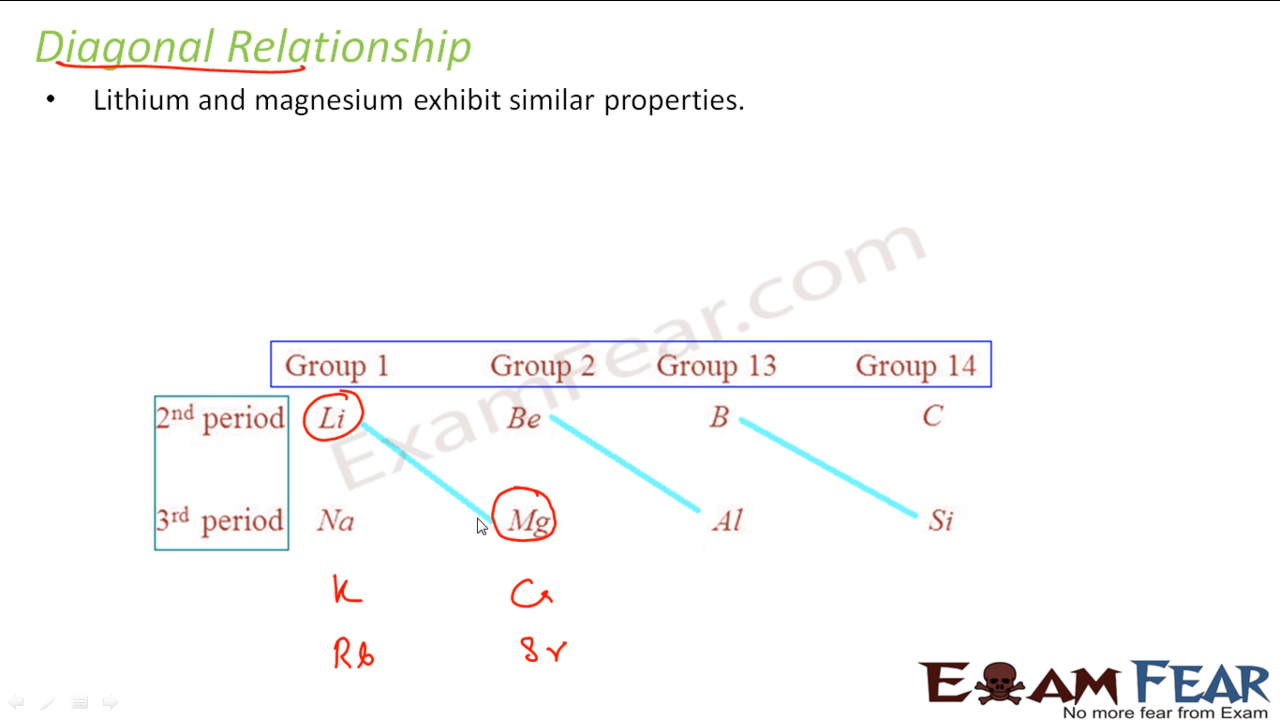 Diagonal Relationship
• Lithium and magnesium exhibit similar properties.
ExamFear.com
Group 1 Group 2 Group 13 Group 14
2nd period Li Be B C
3rd period Na Mg Al Si
K Ca
Rb Sr
EXAM FEAR
No more fear from Exam